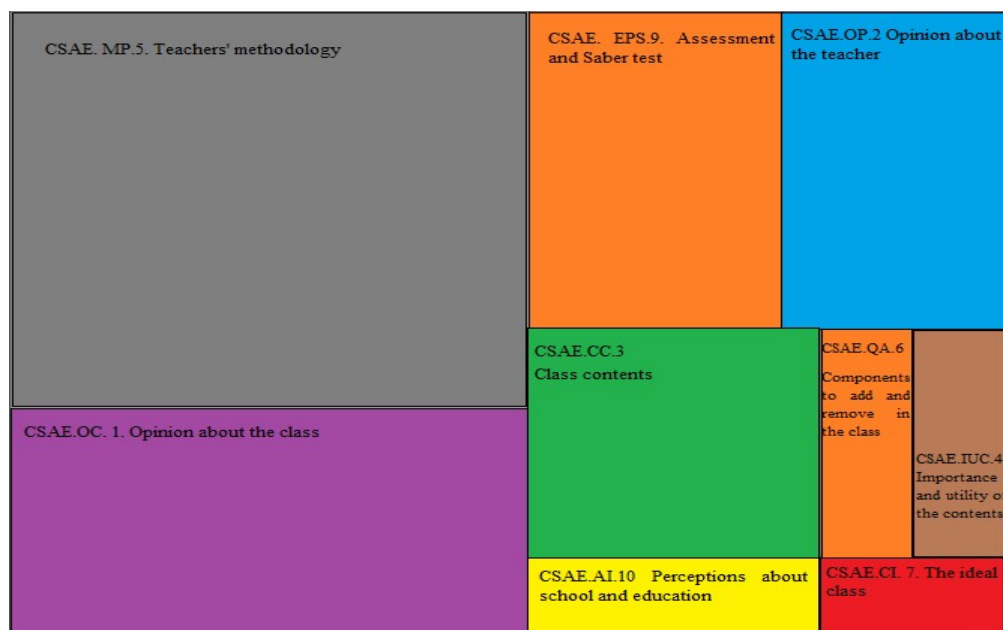 CSAE. MP.5. Teachers' methodology
CSAE. EPS.9. Assessment
and Saber test
CSAE.OP.2 Opinion about
the teacher
CSAE.OC. 1. Opinion about the class
CSAE.CC.3
Class contents
CSAE.QA.6
Components
to add and
remove in
the class
CSAE.IUC.4
Importance
and utility o
the contents
CSAE.AI.10 Perceptions about
school and education
CSAE.CI. 7. The ideal
class